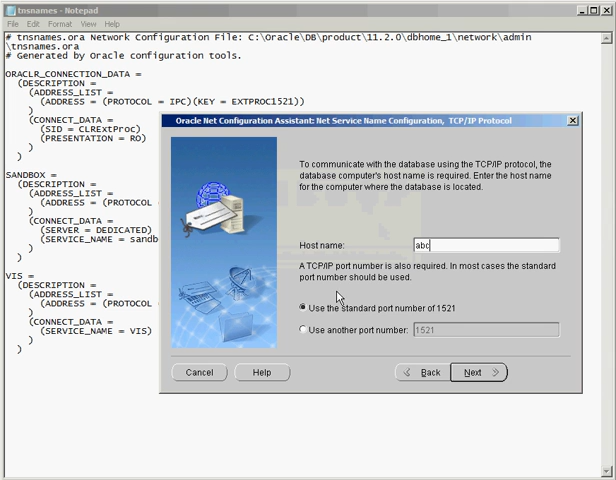 tnsnames - Notepad
File Edit Format View Help
# tnsnames.ora Network Configuration File: C:\Oracle\DB\product\11.2.0\dbhome_1\network\admin
\tnsnames.ora
# Generated by Oracle configuration tools.
ORACLR_CONNECTION_DATA =
(DESCRIPTION =
(ADDRESS_LIST =
(ADDRESS = (PROTOCOL = IPC)(KEY = EXTPROC1521))
)
(CONNECT_DATA =
(SID = CLRExtProc)
(PRESENTATION = RO)
)
)
SANDBOX =
(DESCRIPTION =
(ADDRESS = (PROTOCOL
(CONNECT_DATA =
(SERVER = DEDICATED)
(SERVICE_NAME = sandb
)
)
VIS =
(DESCRIPTION =
(ADDRESS_LIST =
(ADDRESS = (PROTOCOL
)
(CONNECT_DATA =
(SERVICE_NAME = VIS)
)
)
Oracle Net Configuration Assistant: Net Service Name Configuration, TCP/IP Protocol
To communicate with the database using the TCP/IP protocol, the
database computer's host name is required. Enter the host name
for the computer where the database is located.
Host name: abc
A TCP/IP port number is also required. In most cases the standard
port number should be used.
Use the standard port number of 1521
Use another port number: 1521
Cancel Help Back Next